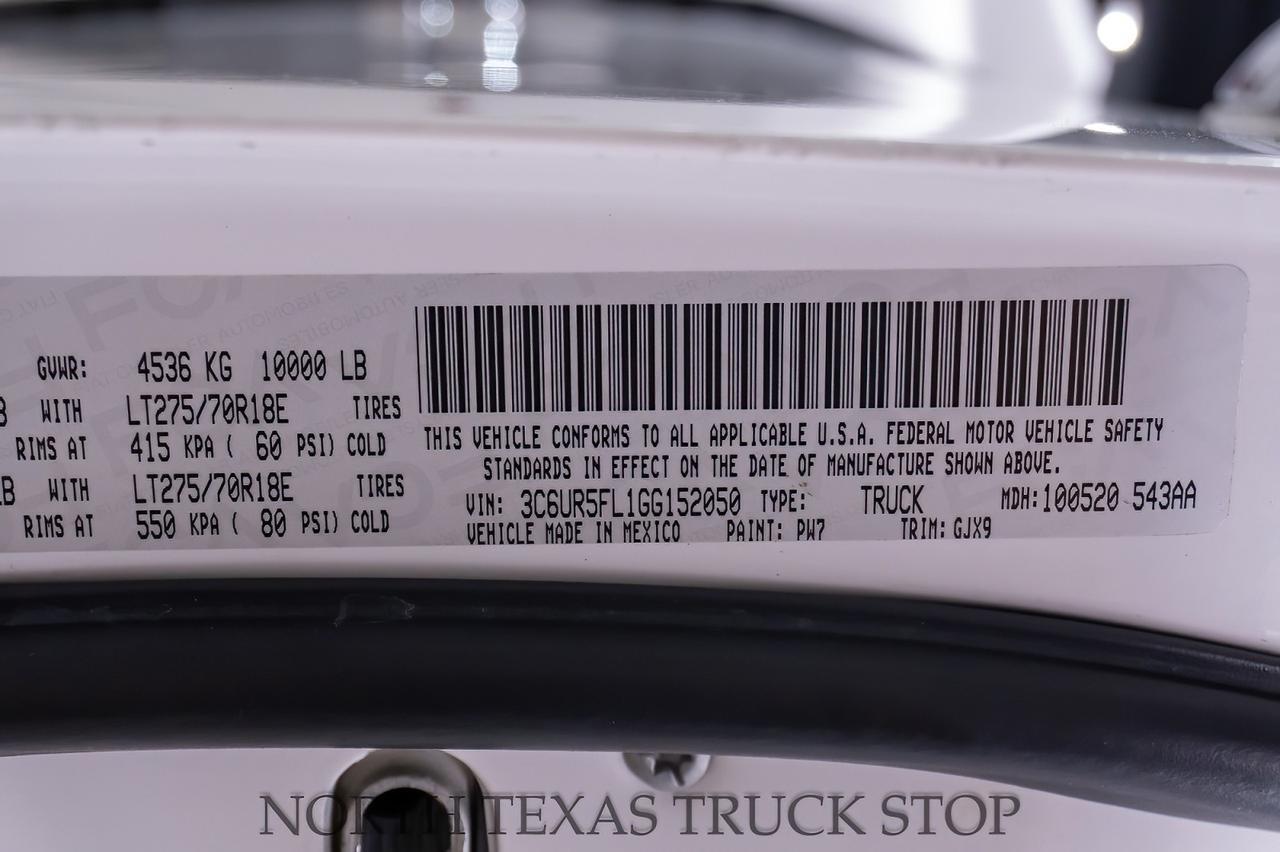 GVWR: 4536 KG 10000 LB
WITH LT275/70R18E TIRES
RIMS AT 415 KPA ( 60 PSI) COLD
WITH LT275/70R18E TIRES
RIMS AT 550 KPA ( 80 PSI) COLD
THIS VEHICLE CONFORMS TO ALL APPLICABLE U.S.A. FEDERAL MOTOR VEHICLE SAFETY
STANDARDS IN EFFECT ON THE DATE OF MANUFACTURE SHOWN ABOVE.
VIN: 3C6UR5FL1GG152050 TYPE: TRUCK MDH:100520 543AA
VEHICLE MADE IN MEXICO PAINT: PW7 TRIM: GJX9
NORTH TEXAS TRUCK STOP